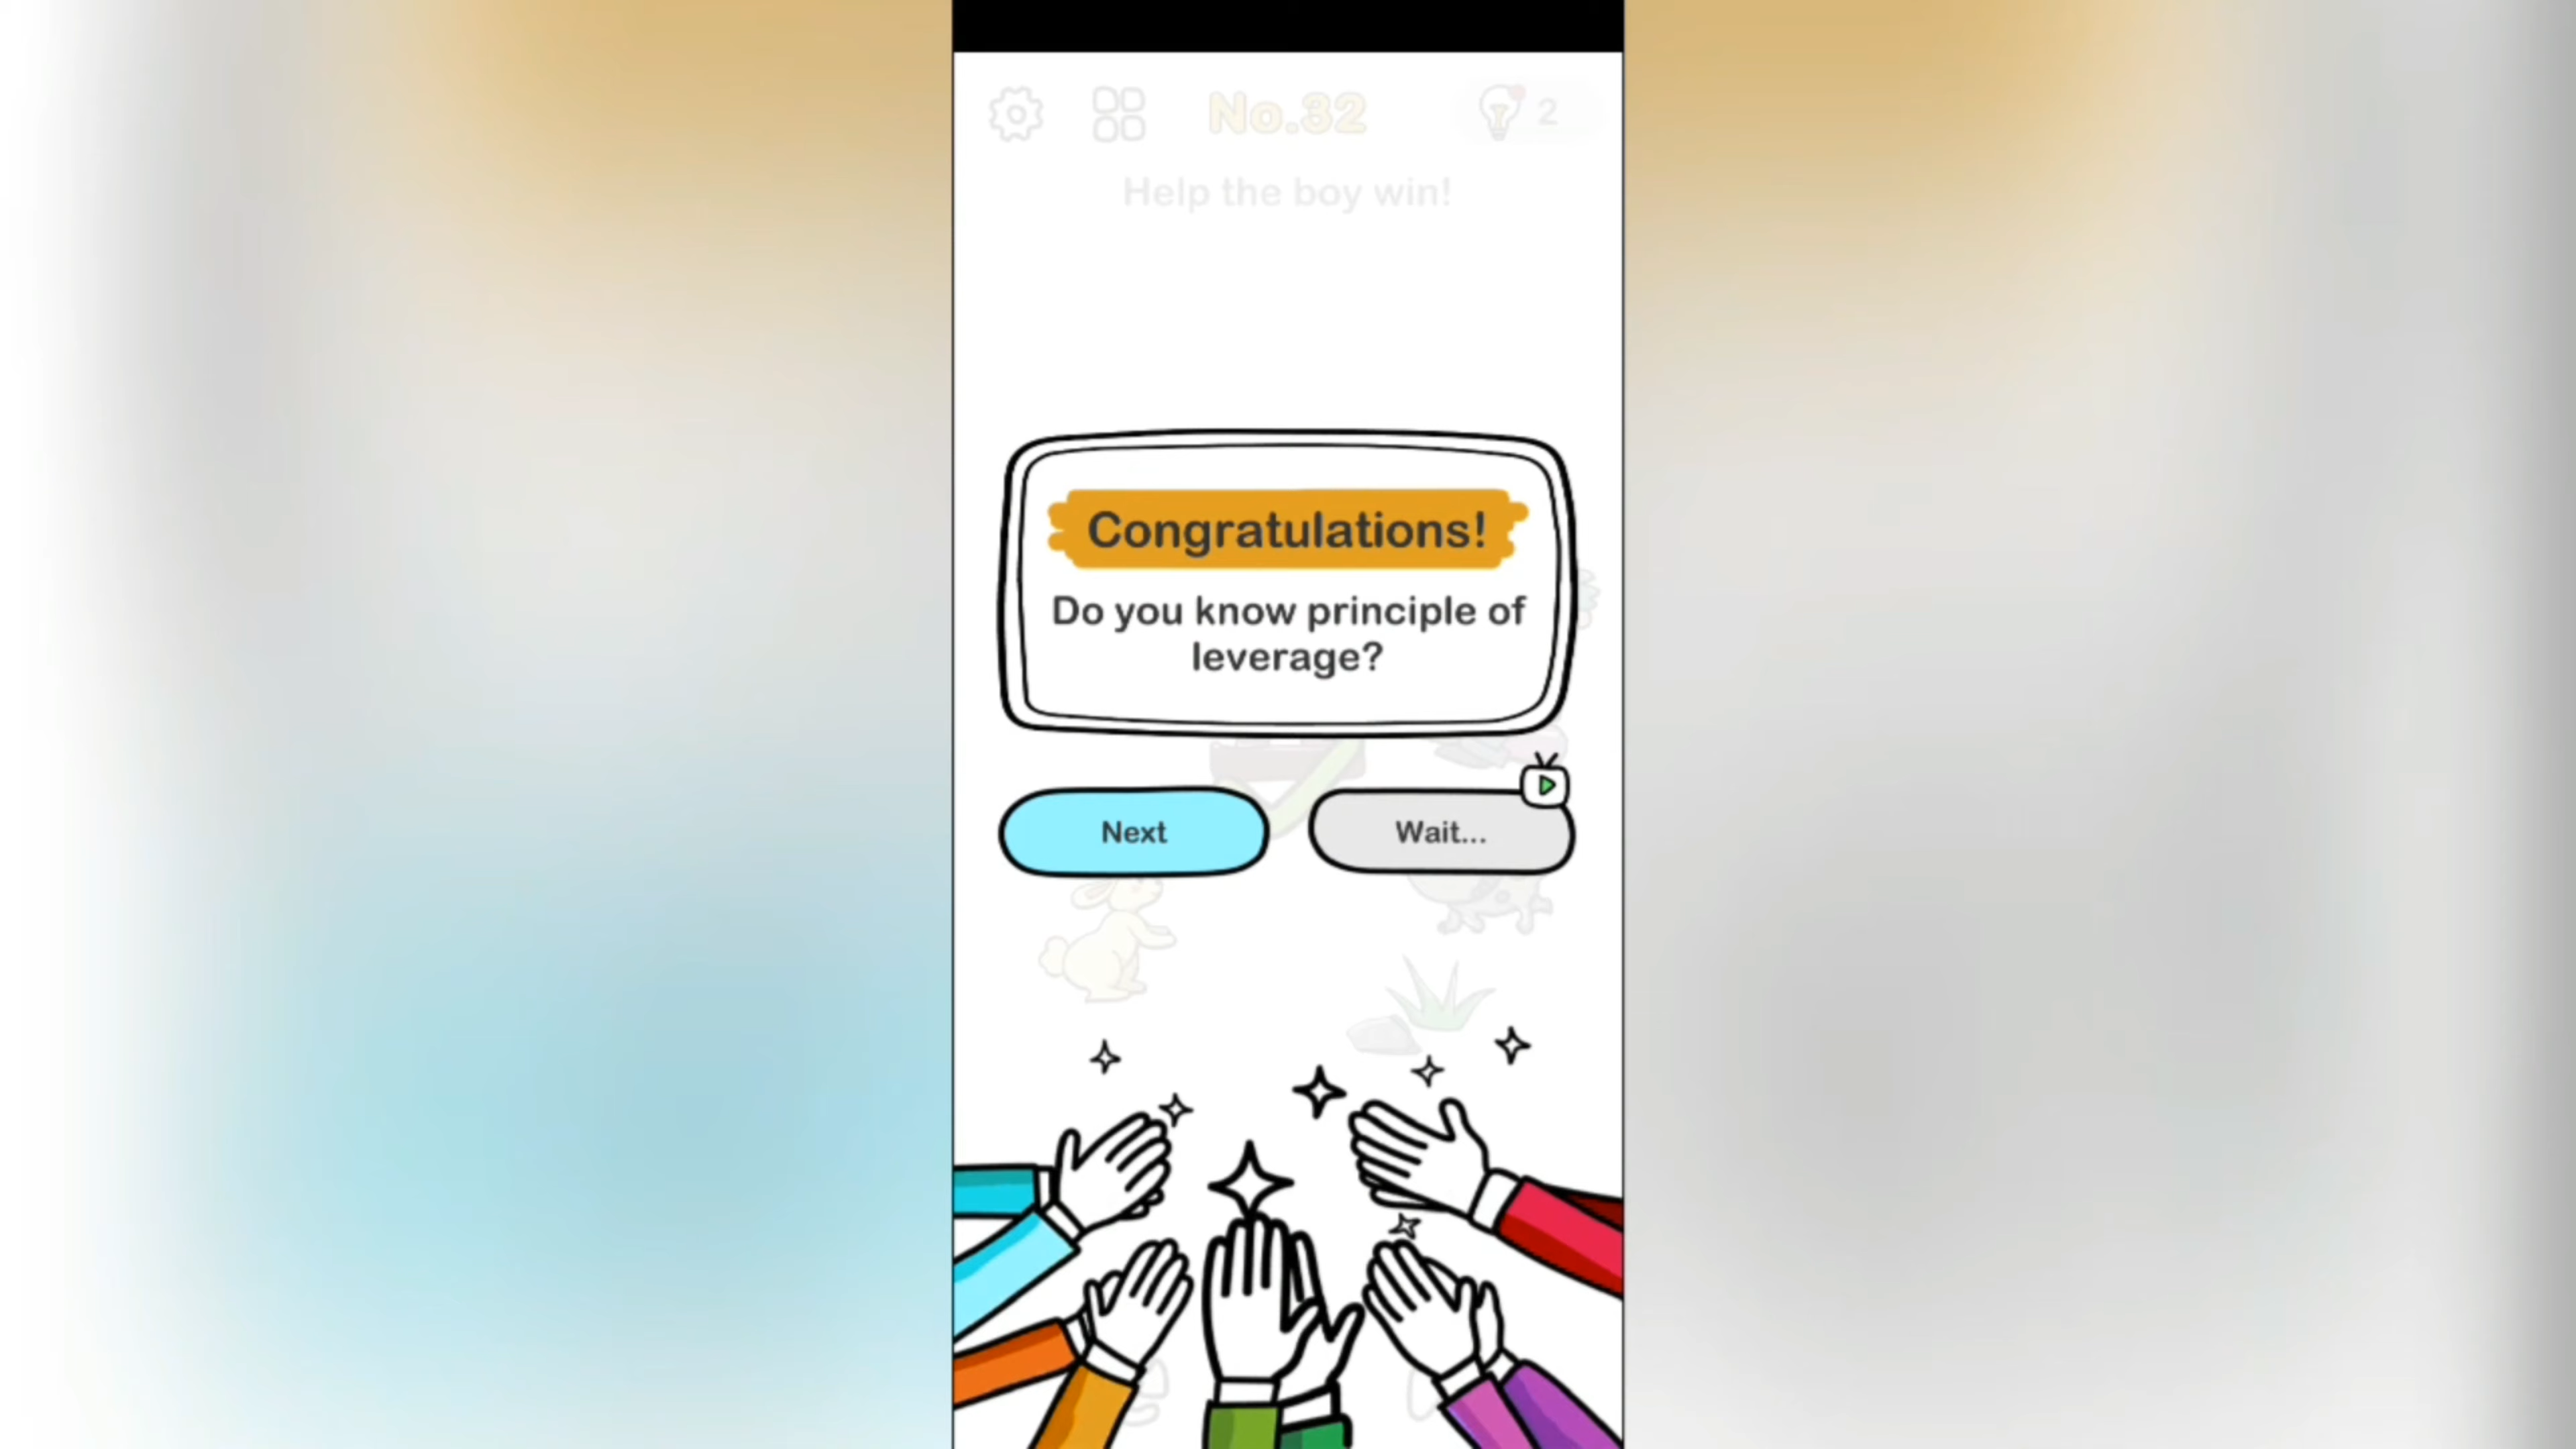 No.32
2
Help the boy win!
Congratulations!
Do you know principle of
leverage?
Next
Wait...